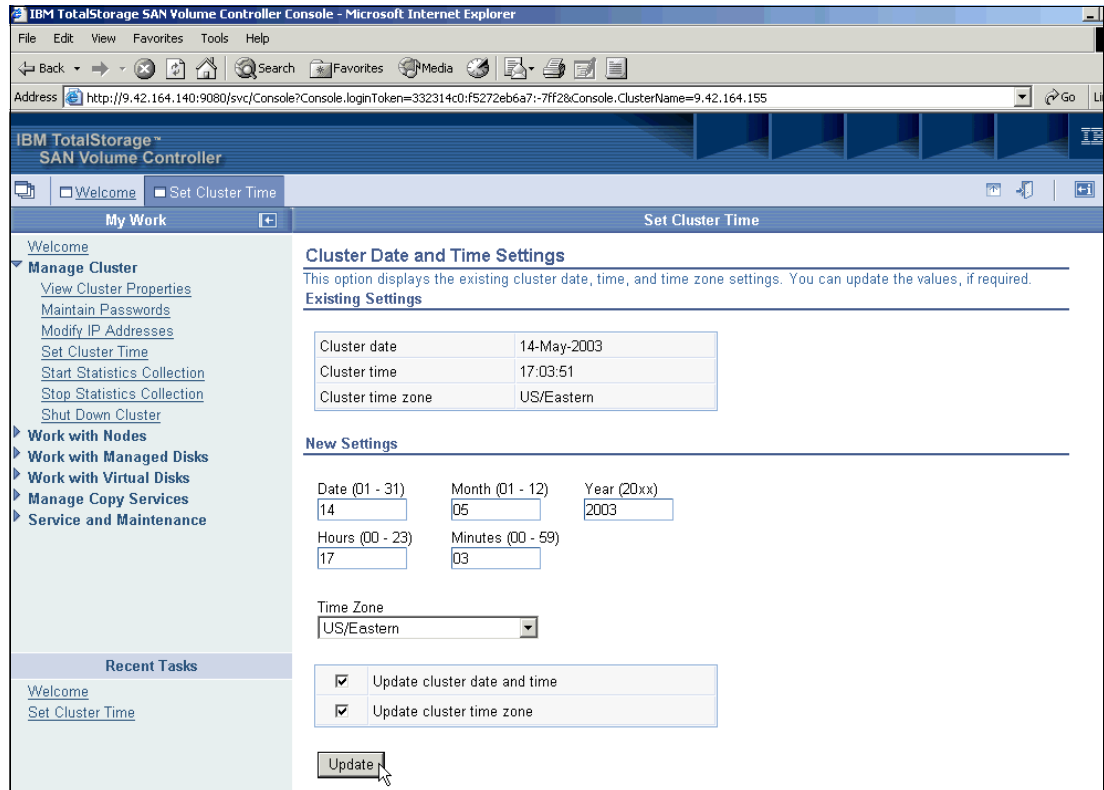 IBM TotalStorage SAN Volume Controller Console - Microsoft Internet Explorer
File Edit View Favorites Tools Help
Back Search Favorites Media
Address http://9.42.164.140:9080/svc/Console?Console.loginToken=332314c0:f5272eb6a7:-7ff2&Console.ClusterName=9.42.164.155 Go Li
IBM TotalStorage™
SAN Volume Controller
Welcome Set Cluster Time
My Work
Welcome
Manage Cluster
View Cluster Properties
Maintain Passwords
Modify IP Addresses
Set Cluster Time
Start Statistics Collection
Stop Statistics Collection
Shut Down Cluster
Work with Nodes
Work with Managed Disks
Work with Virtual Disks
Manage Copy Services
Service and Maintenance
Recent Tasks
Welcome
Set Cluster Time
Set Cluster Time
Cluster Date and Time Settings
This option displays the existing cluster date, time, and time zone settings. You can update the values, if required.
Existing Settings
Cluster date 14-May-2003
Cluster time 17:03:51
Cluster time zone US/Eastern
New Settings
Date (01 - 31) Month (01 - 12) Year (20xx)
14 05 2003
Hours (00 - 23) Minutes (00 - 59)
17 03
Time Zone
US/Eastern
Update cluster date and time
Update cluster time zone
Update